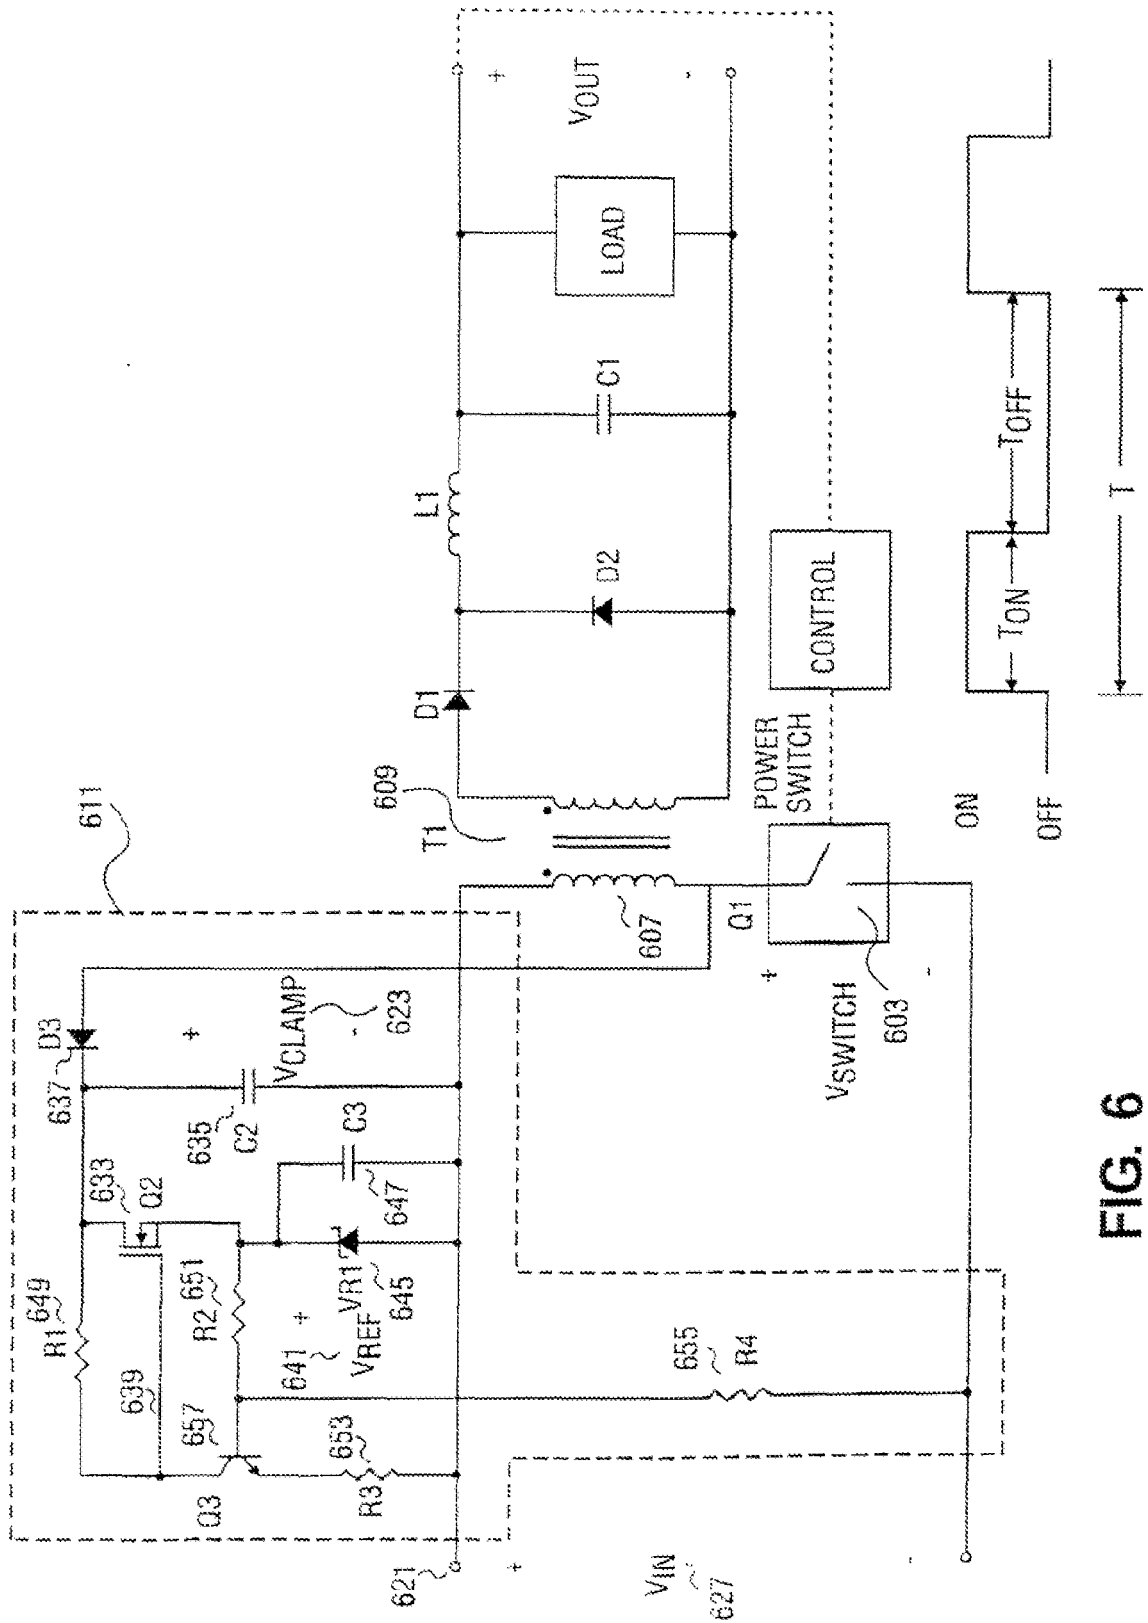 611
R1
649
639
633
Q2
637
D3
Q3
657
R2
651
635
C2
+
VCLAMP
623
-
641
+
VREF
VR1
645
C3
647
R3
653
621
+
VIN
627
-
655
R4
T1
609
607
D1
L1
D2
C1
LOAD
+
VOUT
-
Q1
POWER
SWITCH
+
VSWITCH
603
-
CONTROL
ON
OFF
TON
TOFF
T
FIG. 6